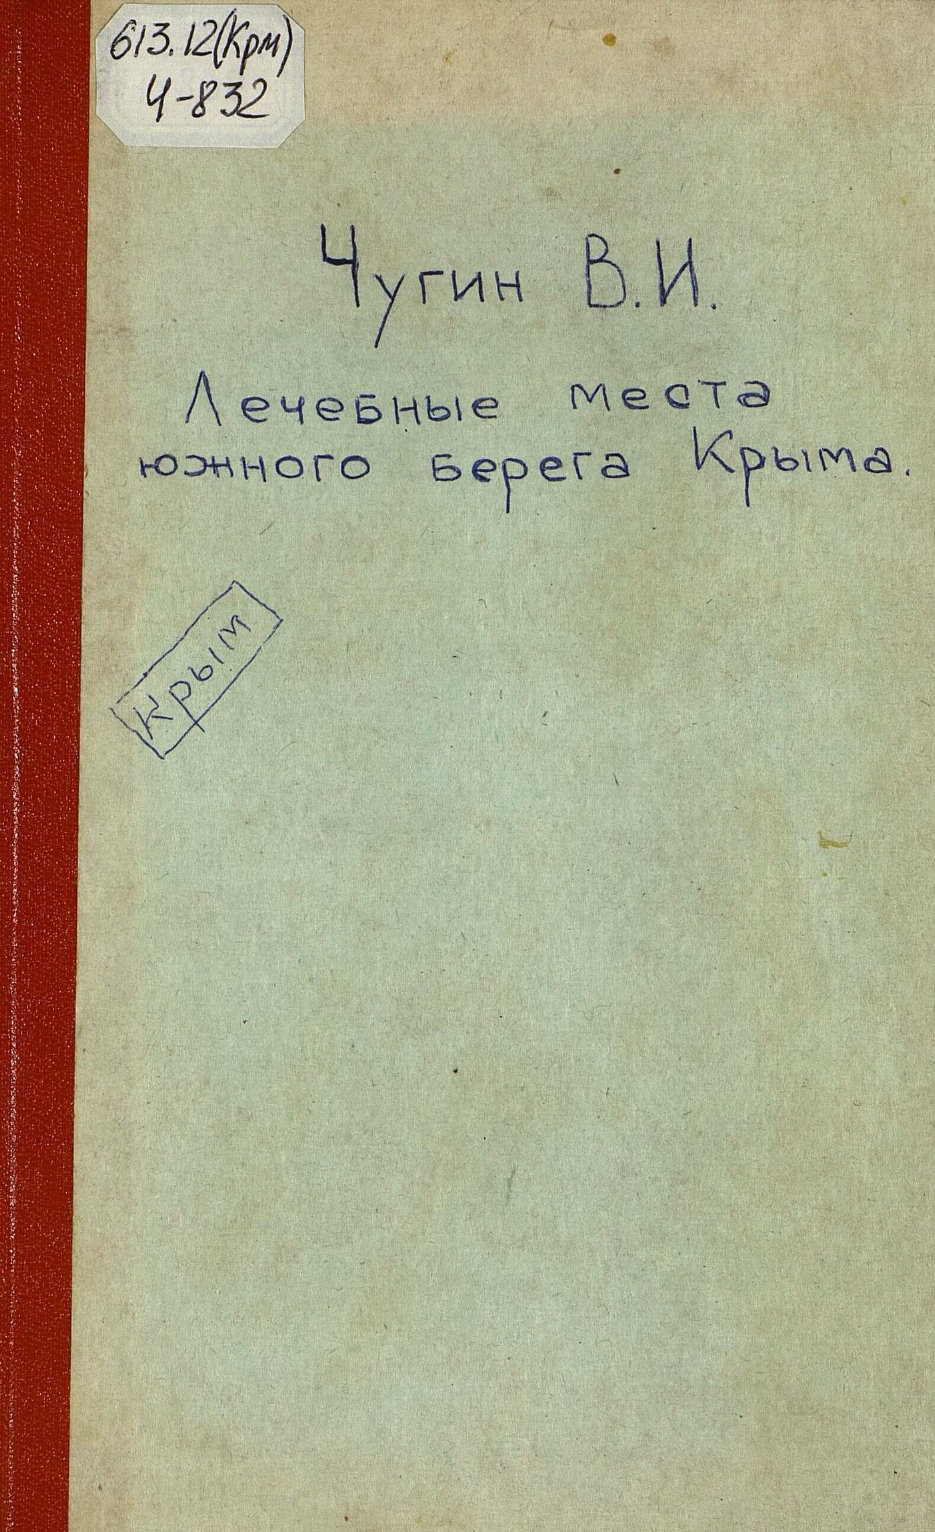 613.12(Крм)
Ч-832
Чугин В.И.
Лечебные места
южного берега Крыма.
Крым